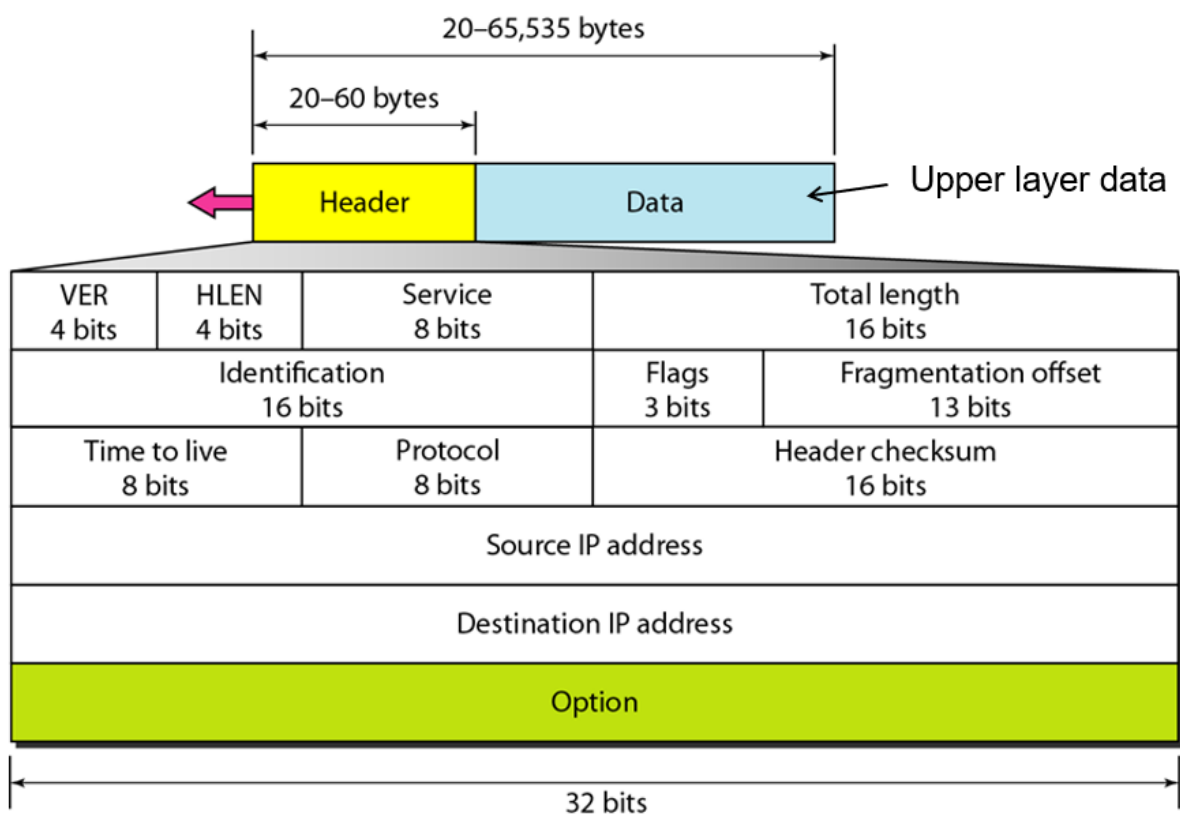 20–65,535 bytes
20–60 bytes
Header
Data
Upper layer data
VER
4 bits
HLEN
4 bits
Service
8 bits
Total length
16 bits
Identification
16 bits
Flags
3 bits
Fragmentation offset
13 bits
Time to live
8 bits
Protocol
8 bits
Header checksum
16 bits
Source IP address
Destination IP address
Option
32 bits